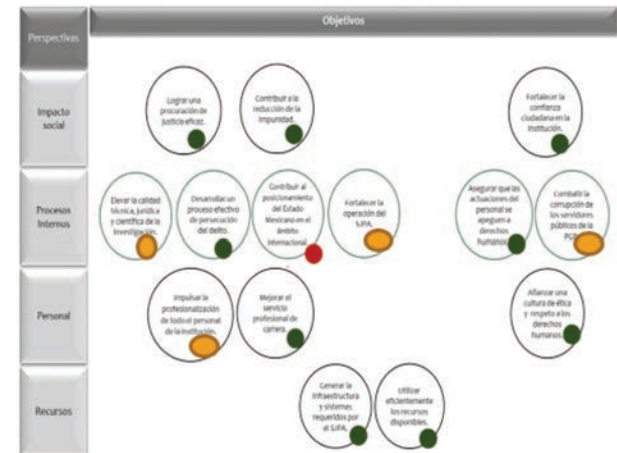 Objetivos
Perspectivas
Impacto
social
Lograr una
procuración de
justicia eficaz.
Contribuir a la
reducción de la
impunidad.
Fortalecer la
confianza
ciudadana en la
Institución.
Procesos
Internos
Elevar la calidad
técnica, jurídica
y científica de la
investigación.
Desarrollar un
proceso efectivo
de persecución
del delito.
Contribuir al
posicionamiento
del Estado
Mexicano en el
ámbito
internacional.
Fortalecer la
operación del
SJPA.
Asegurar que las
actuaciones del
personal se
apeguen a
derechos
humanos
Combatir la
corrupción de
los servidores
públicos de la
Personal
Impulsar la
profesionalización
de todo el personal
de la institución.
Mejorar el
servicio
profesional de
carrera.
Afianzar una
cultura de ética
y respeto a los
derechos
humanos.
Recursos
Generar la
infraestructura
y sistemas
requeridos por
el SJPA.
Utilizar
eficientemente
los recursos
disponibles.